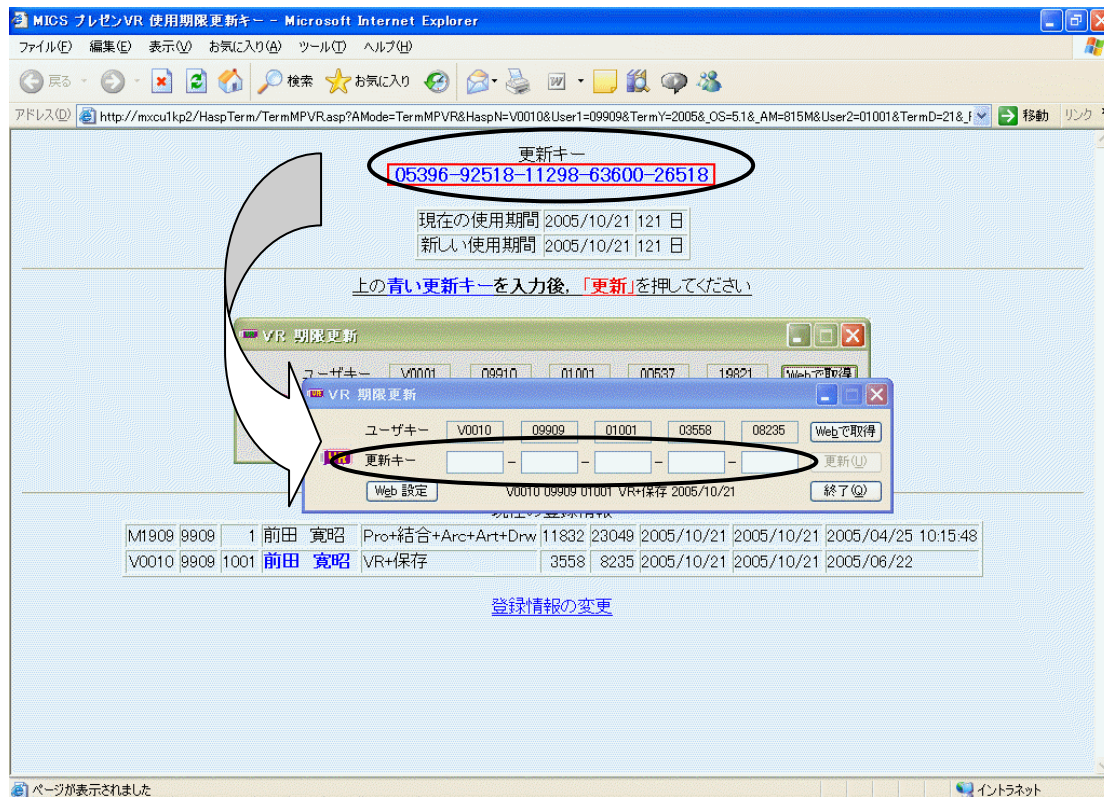 MICS プレゼンVR 使用期限更新キー - Microsoft Internet Explorer
ファイル(F) 編集(E) 表示(V) お気に入り(A) ツール(T) ヘルプ(H)
戻る 検索 お気に入り
アドレス(D) http://mxcu1kp2/HaspTerm/TermMPVR.asp?AMode=TermMPVR&HaspN=V0010&User1=09909&TermY=2005&_OS=5.1&_AM=815M&User2=01001&TermD=21& 移動 リンク
更新キー
05396-92518-11298-63600-26518
現在の使用期間 2005/10/21 121 日
新しい使用期間 2005/10/21 121 日
上の青い更新キーを入力後,「更新」を押してください
VR 期限更新
ユーザキー V0001 09910 01001 00537 19821 Webで取得
VR 期限更新
ユーザキー V0010 09909 01001 03558 08235 Webで取得
更新キー - - - - 更新(U)
Web 設定 V0010 09909 01001 VR+保存 2005/10/21 終了(Q)
現在の登録情報
M1909 9909 1 前田 寛昭 Pro+結合+Arc+Art+Drw 11832 23049 2005/10/21 2005/10/21 2005/04/25 10:15:48
V0010 9909 1001 前田 寛昭 VR+保存 3558 8235 2005/10/21 2005/10/21 2005/06/22
登録情報の変更
ページが表示されました イントラネット